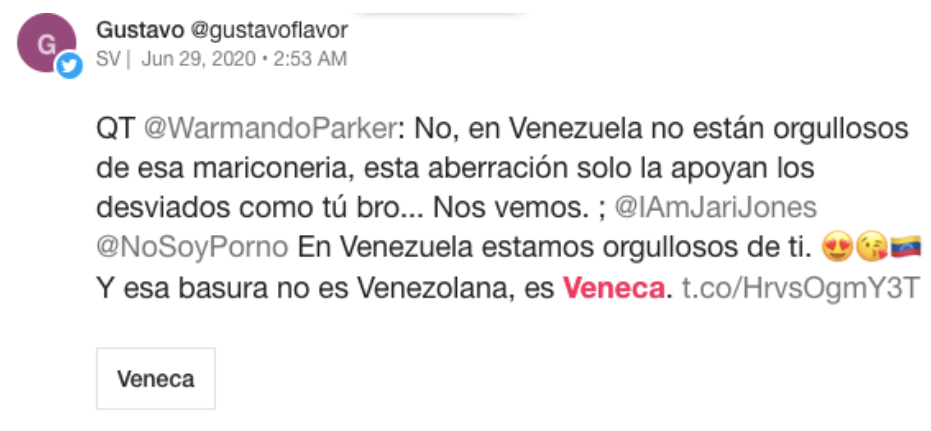 G
Gustavo @gustavoflavor
SV | Jun 29, 2020 • 2:53 AM
QT @WarmandoParker: No, en Venezuela no están orgullosos
de esa mariconeria, esta aberración solo la apoyan los
desviados como tú bro... Nos vemos. ; @IAmJariJones
@NoSoyPorno En Venezuela estamos orgullosos de ti. 😍😘🇻🇪
Y esa basura no es Venezolana, es Veneca. t.co/HrvsOgmY3T
Veneca